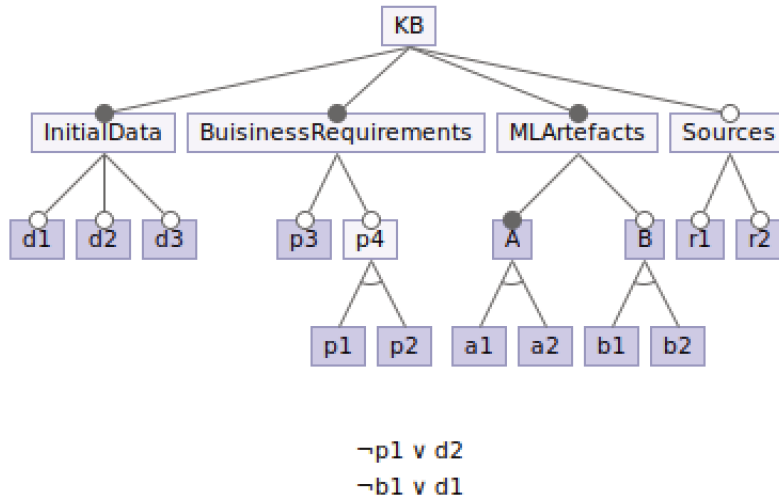 KB
InitialData BuisinessRequirements MLArtefacts Sources
d1 d2 d3 p3 p4 A B r1 r2
p1 p2 a1 a2 b1 b2
¬p1 ∨ d2
¬b1 ∨ d1